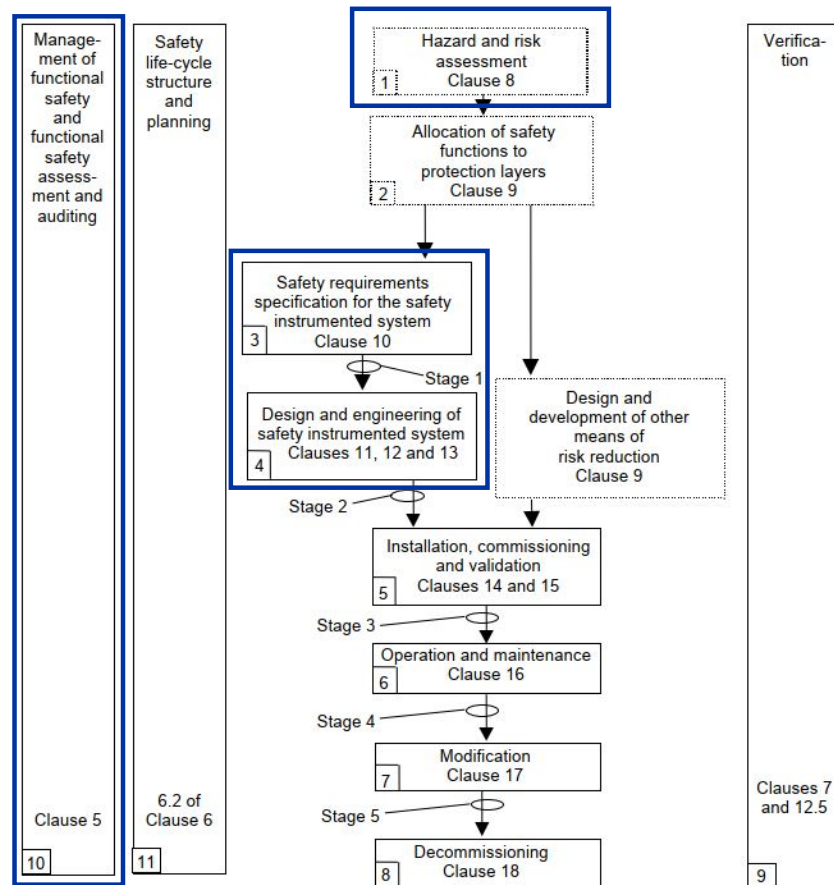 Manage-
ment of
functional
safety
and
functional
safety
assess-
ment and
auditing
Clause 5
10
Safety
life-cycle
structure
and
planning
6.2 of
Clause 6
11
Hazard and risk
assessment
Clause 8
1
Allocation of safety
functions to
protection layers
Clause 9
2
Safety requirements
specification for the safety
instrumented system
Clause 10
3
Stage 1
Design and engineering of
safety instrumented system
Clauses 11, 12 and 13
4
Design and
development of other
means of
risk reduction
Clause 9
Stage 2
Installation, commissioning
and validation
Clauses 14 and 15
5
Stage 3
Operation and maintenance
Clause 16
6
Stage 4
Modification
Clause 17
7
Stage 5
Decommissioning
Clause 18
8
Verifica-
tion
Clauses 7
and 12.5
9